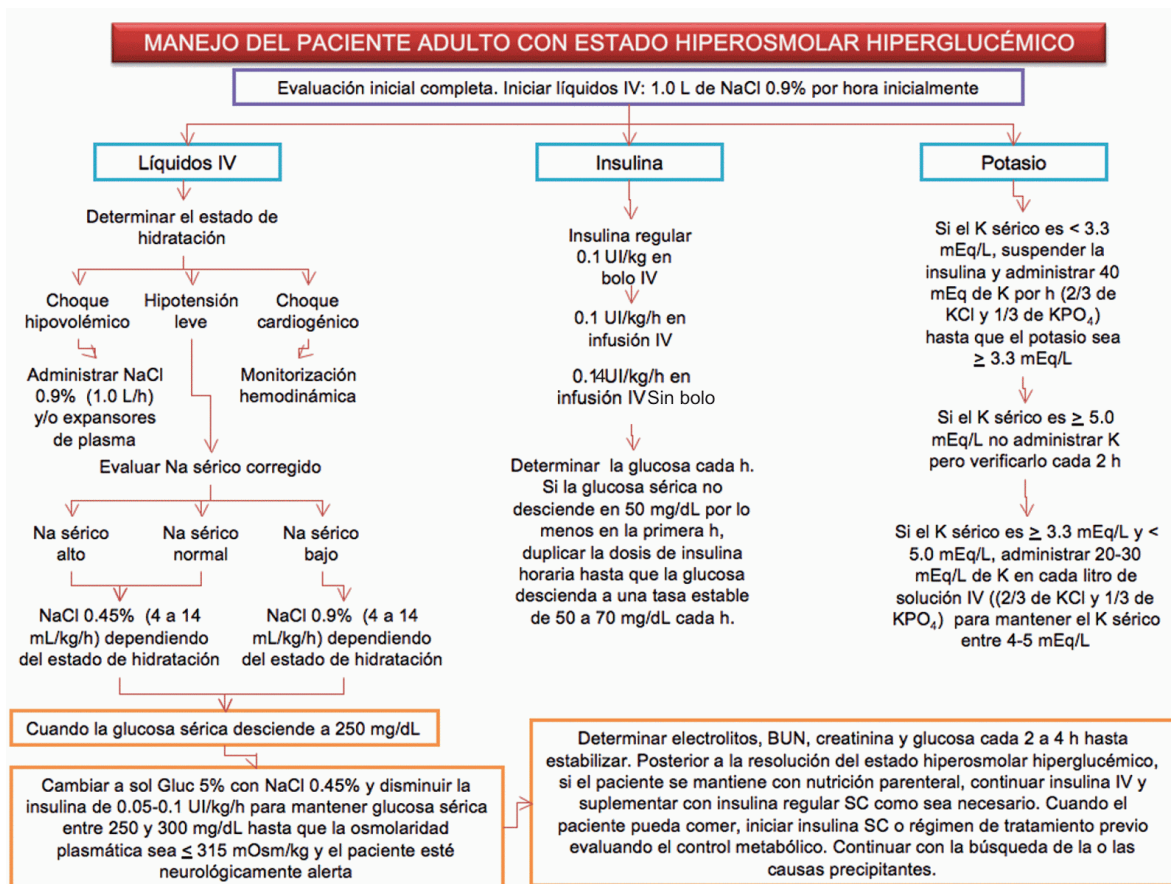 MANEJO DEL PACIENTE ADULTO CON ESTADO HIPEROSMOLAR HIPERGLUCÉMICO
Evaluación inicial completa. Iniciar líquidos IV: 1.0 L de NaCl 0.9% por hora inicialmente
Líquidos IV
Determinar el estado de
hidratación
Choque
hipovolémico
Hipotensión
leve
Choque
cardiogénico
Administrar NaCl
0.9% (1.0 L/h)
y/o expansores
de plasma
Monitorización
hemodinámica
Evaluar Na sérico corregido
Na sérico
alto
Na sérico
normal
Na sérico
bajo
NaCl 0.45% (4 a 14
mL/kg/h) dependiendo
del estado de hidratación
NaCl 0.9% (4 a 14
mL/kg/h) dependiendo
del estado de hidratación
Insulina
Insulina regular
0.1 UI/kg en
bolo IV
0.1 UI/kg/h en
infusión IV
0.14UI/kg/h en
infusión IV Sin bolo
Determinar la glucosa cada h.
Si la glucosa sérica no
desciende en 50 mg/dL por lo
menos en la primera h,
duplicar la dosis de insulina
horaria hasta que la glucosa
descienda a una tasa estable
de 50 a 70 mg/dL cada h.
Potasio
Si el K sérico es < 3.3
mEq/L, suspender la
insulina y administrar 40
mEq de K por h (2/3 de
KCl y 1/3 de KPO₄)
hasta que el potasio sea
≥ 3.3 mEq/L
Si el K sérico es ≥ 5.0
mEq/L no administrar K
pero verificarlo cada 2 h
Si el K sérico es ≥ 3.3 mEq/L y <
5.0 mEq/L, administrar 20-30
mEq/L de K en cada litro de
solución IV ((2/3 de KCl y 1/3 de
KPO₄) para mantener el K sérico
entre 4-5 mEq/L
Cuando la glucosa sérica desciende a 250 mg/dL
Cambiar a sol Gluc 5% con NaCl 0.45% y disminuir la
insulina de 0.05-0.1 UI/kg/h para mantener glucosa sérica
entre 250 y 300 mg/dL hasta que la osmolaridad
plasmática sea ≤ 315 mOsm/kg y el paciente esté
neurológicamente alerta
Determinar electrolitos, BUN, creatinina y glucosa cada 2 a 4 h hasta
estabilizar. Posterior a la resolución del estado hiperosmolar hiperglucémico,
si el paciente se mantiene con nutrición parenteral, continuar insulina IV y
suplementar con insulina regular SC como sea necesario. Cuando el
paciente pueda comer, iniciar insulina SC o régimen de tratamiento previo
evaluando el control metabólico. Continuar con la búsqueda de la o las
causas precipitantes.